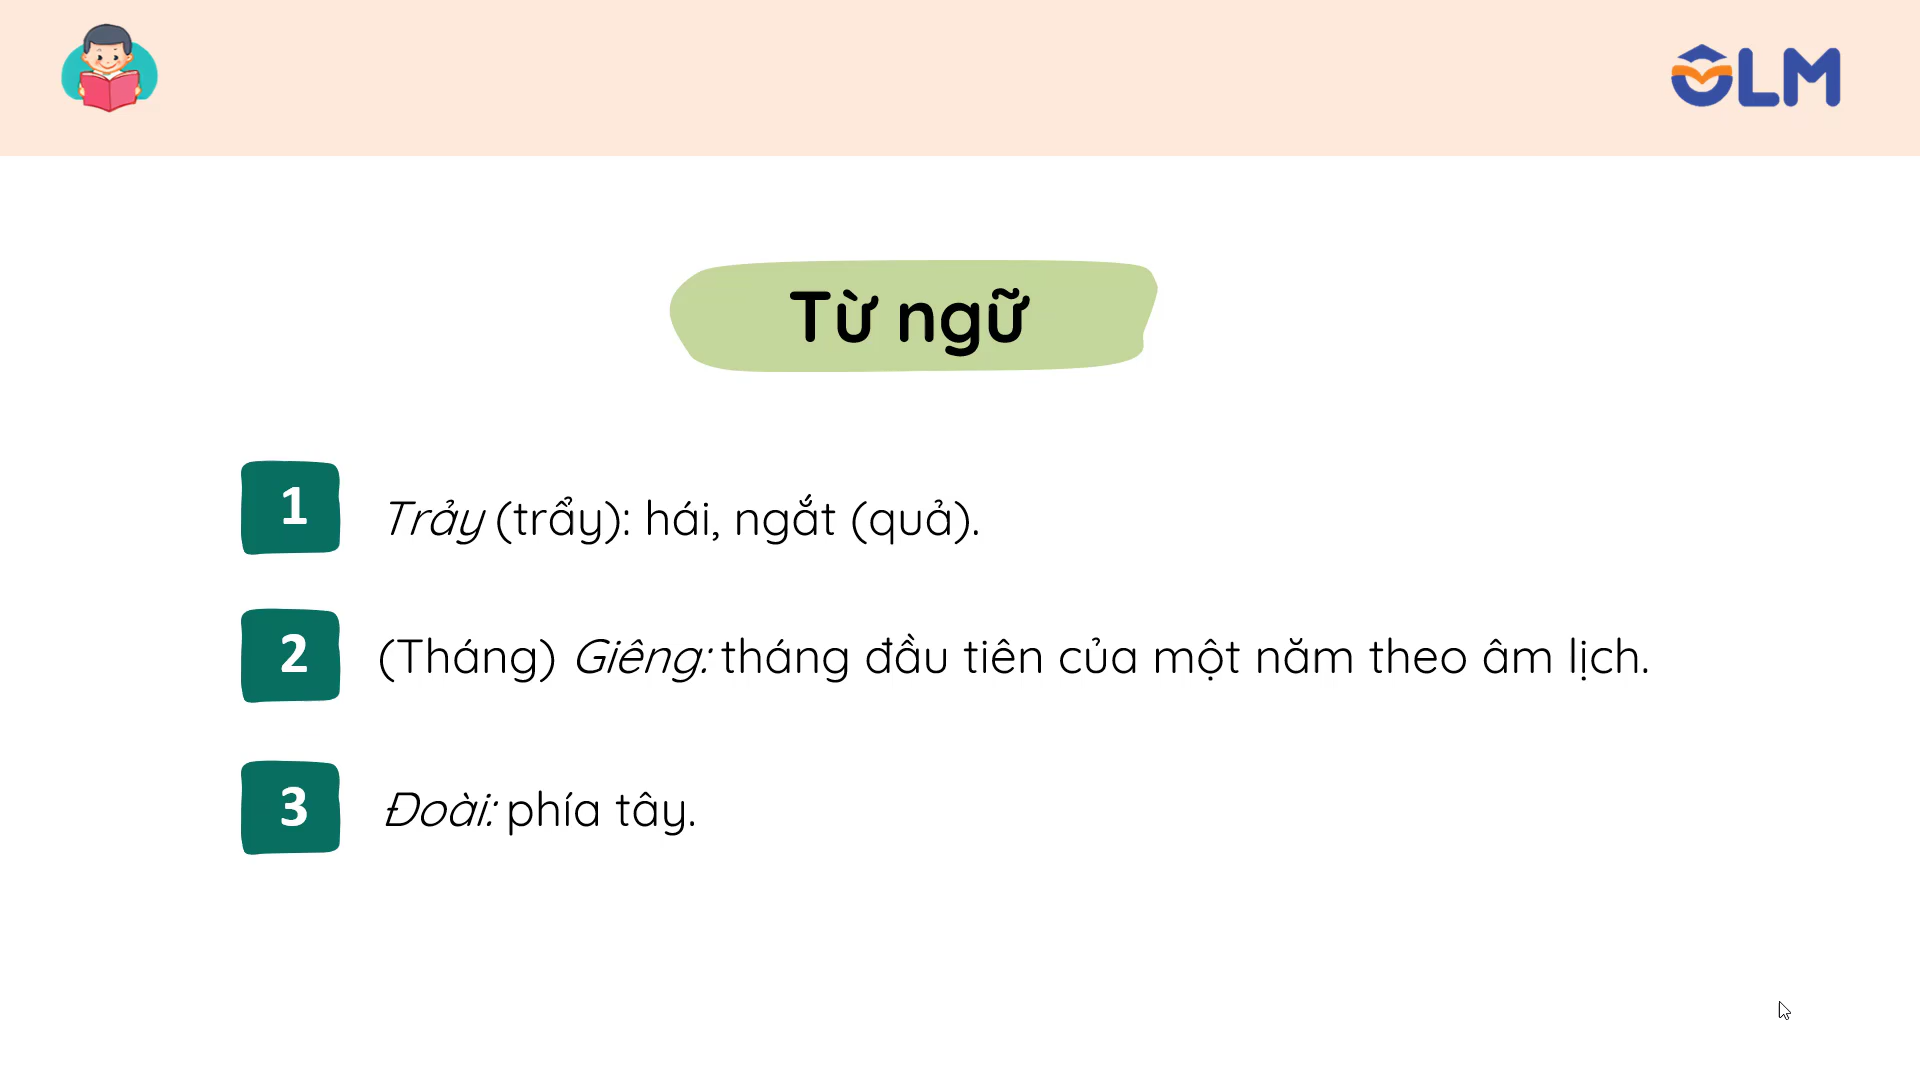 OLM
Từ ngữ
1
Trảy (trẩy): hái, ngắt (quả).
2
(Tháng) Giêng: tháng đầu tiên của một năm theo âm lịch.
3
Đoài: phía tây.